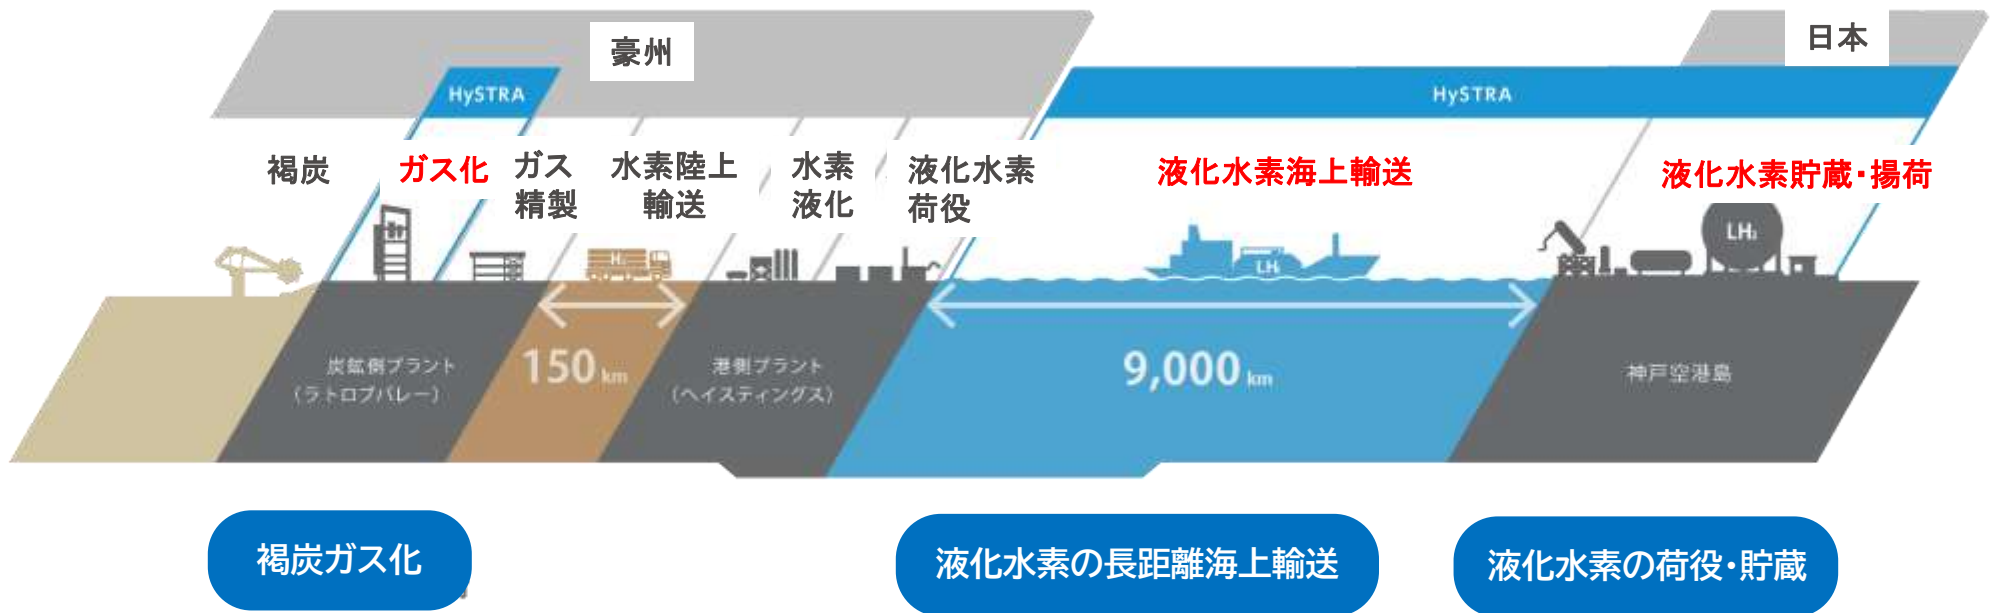 豪州
日本
HySTRA
HySTRA
褐炭
ガス化
ガス
精製
水素陸上
輸送
水素
液化
液化水素
荷役
液化水素海上輸送
液化水素貯蔵・揚荷
H₂
LH₂
LH₂
炭鉱側プラント
(ラトロブバレー)
150 km
港側プラント
(ヘイスティングス)
9,000 km
神戸空港島
褐炭ガス化
液化水素の長距離海上輸送
液化水素の荷役・貯蔵